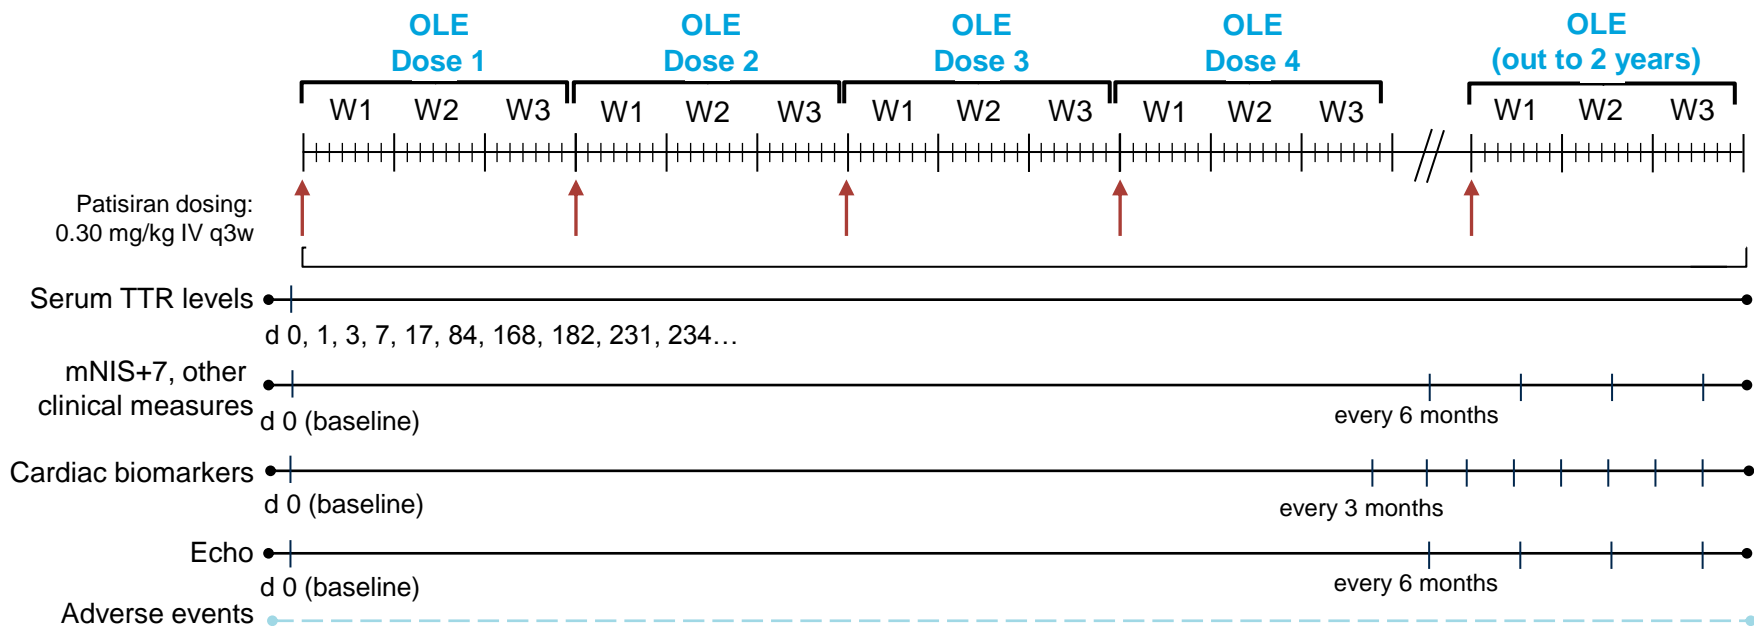 OLE
Dose 1
OLE
Dose 2
OLE
Dose 3
OLE
Dose 4
OLE
(out to 2 years)
W1 W2 W3 W1 W2 W3 W1 W2 W3 W1 W2 W3 W1 W2 W3
Patisiran dosing:
0.30 mg/kg IV q3w
Serum TTR levels
d 0, 1, 3, 7, 17, 84, 168, 182, 231, 234…
mNIS+7, other
clinical measures
d 0 (baseline)
every 6 months
Cardiac biomarkers
d 0 (baseline)
every 3 months
Echo
d 0 (baseline)
every 6 months
Adverse events